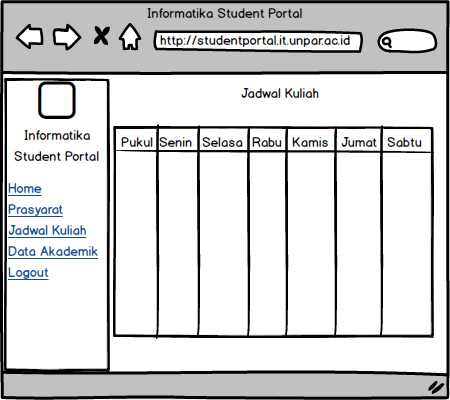 Informatika Student Portal
http://studentportal.it.unpar.ac.id
Informatika
Student Portal
Home
Prasyarat
Jadwal Kuliah
Data Akademik
Logout
Jadwal Kuliah
Pukul Senin Selasa Rabu Kamis Jumat Sabtu